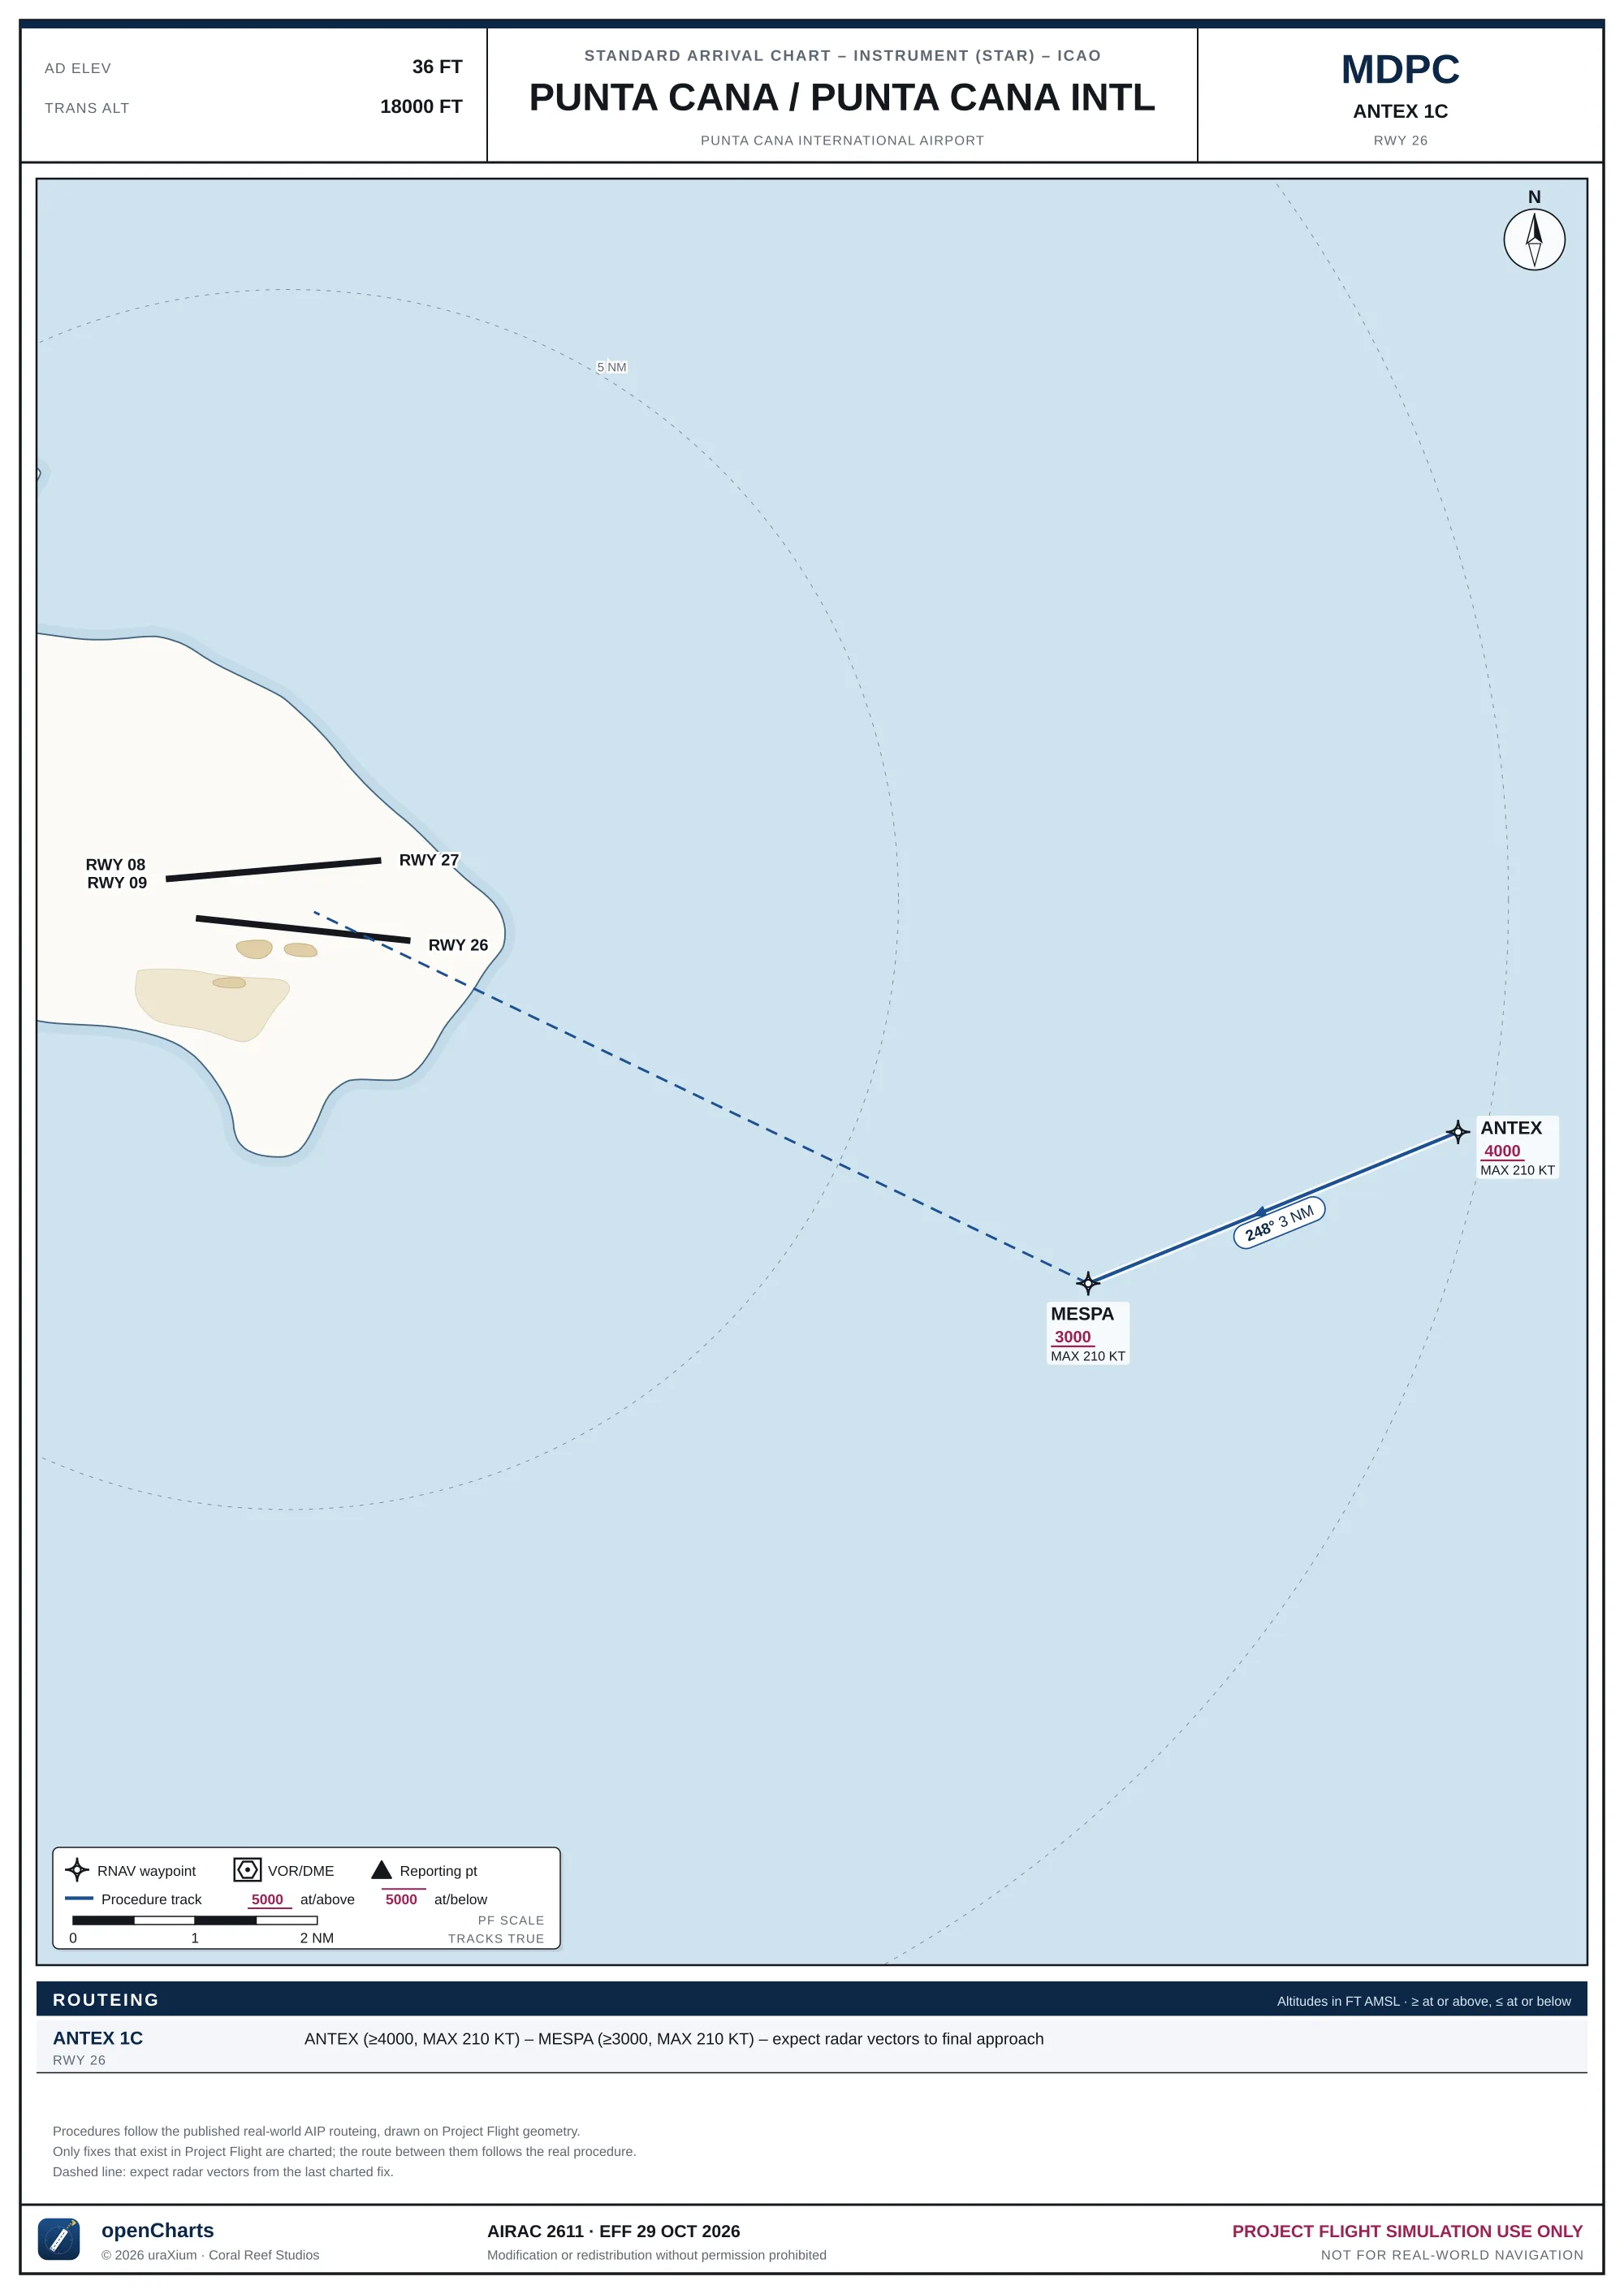 AD ELEV 36 FT
TRANS ALT 18000 FT
STANDARD ARRIVAL CHART – INSTRUMENT (STAR) – ICAO
PUNTA CANA / PUNTA CANA INTL
PUNTA CANA INTERNATIONAL AIRPORT
MDPC
ANTEX 1C
RWY 26
N
5 NM
RWY 08
RWY 09
RWY 27
RWY 26
ANTEX
4000
MAX 210 KT
248° 3 NM
MESPA
3000
MAX 210 KT
RNAV waypoint VOR/DME Reporting pt
Procedure track 5000 at/above 5000 at/below
PF SCALE
0 1 2 NM TRACKS TRUE
ROUTEING Altitudes in FT AMSL · ≥ at or above, ≤ at or below
ANTEX 1C ANTEX (≥4000, MAX 210 KT) – MESPA (≥3000, MAX 210 KT) – expect radar vectors to final approach
RWY 26
Procedures follow the published real-world AIP routeing, drawn on Project Flight geometry.
Only fixes that exist in Project Flight are charted; the route between them follows the real procedure.
Dashed line: expect radar vectors from the last charted fix.
openCharts AIRAC 2611 · EFF 29 OCT 2026 PROJECT FLIGHT SIMULATION USE ONLY
© 2026 uraXium · Coral Reef Studios Modification or redistribution without permission prohibited NOT FOR REAL-WORLD NAVIGATION